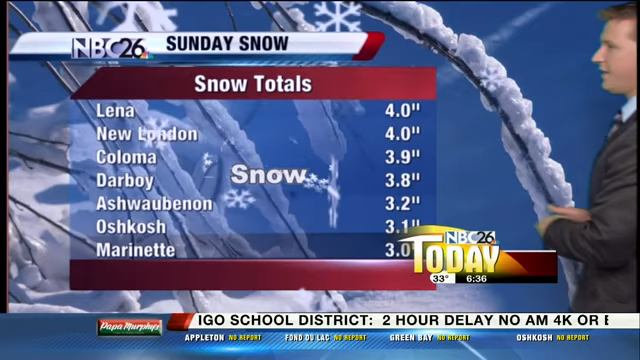 NBC26 SUNDAY SNOW
Snow Totals
Lena 4.0"
New London 4.0"
Coloma 3.9"
Darboy 3.8"
Snow
Ashwaubenon 3.2"
Oshkosh 3.1"
Marinette 3.0
NBC26
TODAY
33° 6:36
Papa Murphy's IGO SCHOOL DISTRICT: 2 HOUR DELAY NO AM 4K OR
APPLETON NO REPORT FOND DU LAC NO REPORT GREEN BAY NO REPORT OSHKOSH NO REPORT